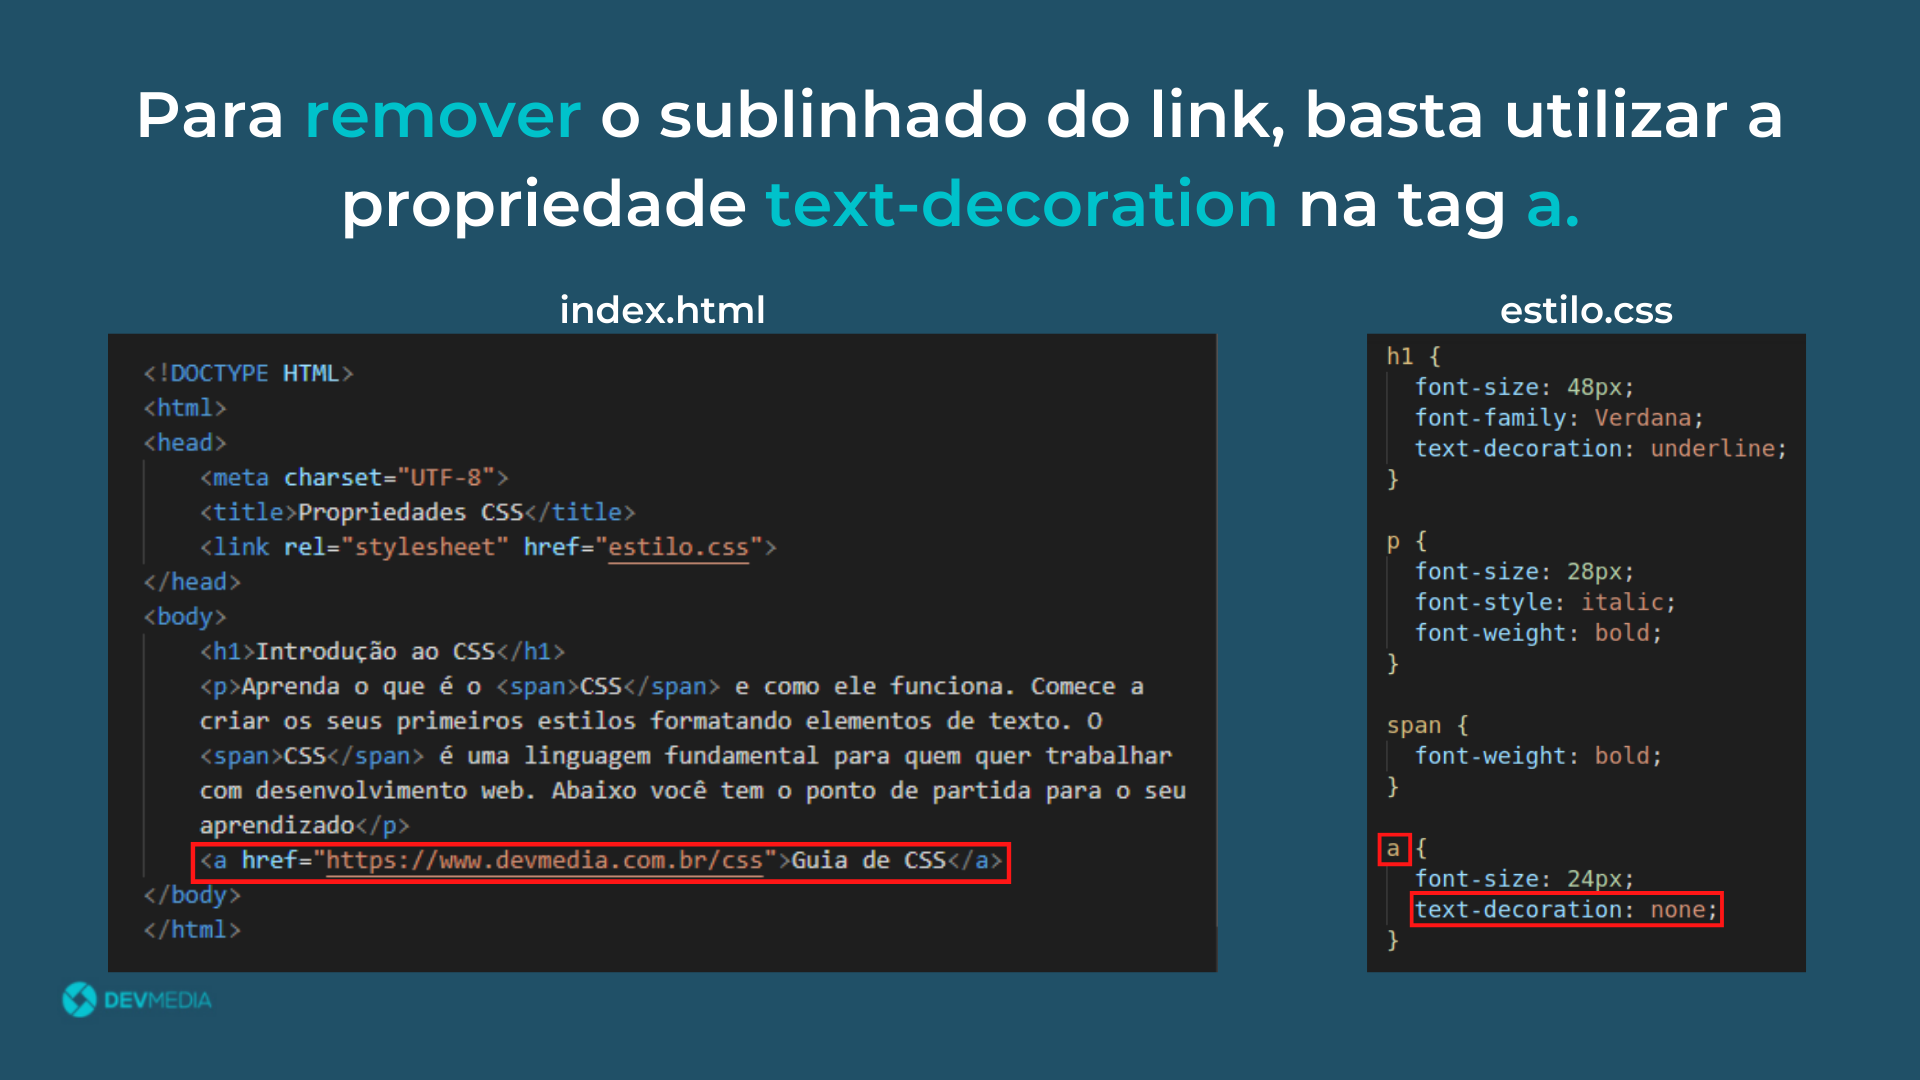 Para remover o sublinhado do link, basta utilizar a
propriedade text-decoration na tag a.
index.html
<!DOCTYPE HTML>
<html>
<head>
    <meta charset="UTF-8">
    <title>Propriedades CSS</title>
    <link rel="stylesheet" href="estilo.css">
</head>
<body>
    <h1>Introdução ao CSS</h1>
    <p>Aprenda o que é o <span>CSS</span> e como ele funciona. Comece a
    criar os seus primeiros estilos formatando elementos de texto. O
    <span>CSS</span> é uma linguagem fundamental para quem quer trabalhar
    com desenvolvimento web. Abaixo você tem o ponto de partida para o seu
    aprendizado</p>
    <a href="https://www.devmedia.com.br/css">Guia de CSS</a>
</body>
</html>
estilo.css
h1 {
  font-size: 48px;
  font-family: Verdana;
  text-decoration: underline;
}
p {
  font-size: 28px;
  font-style: italic;
  font-weight: bold;
}
span {
  font-weight: bold;
}
a {
  font-size: 24px;
  text-decoration: none;
}
DEVMEDIA